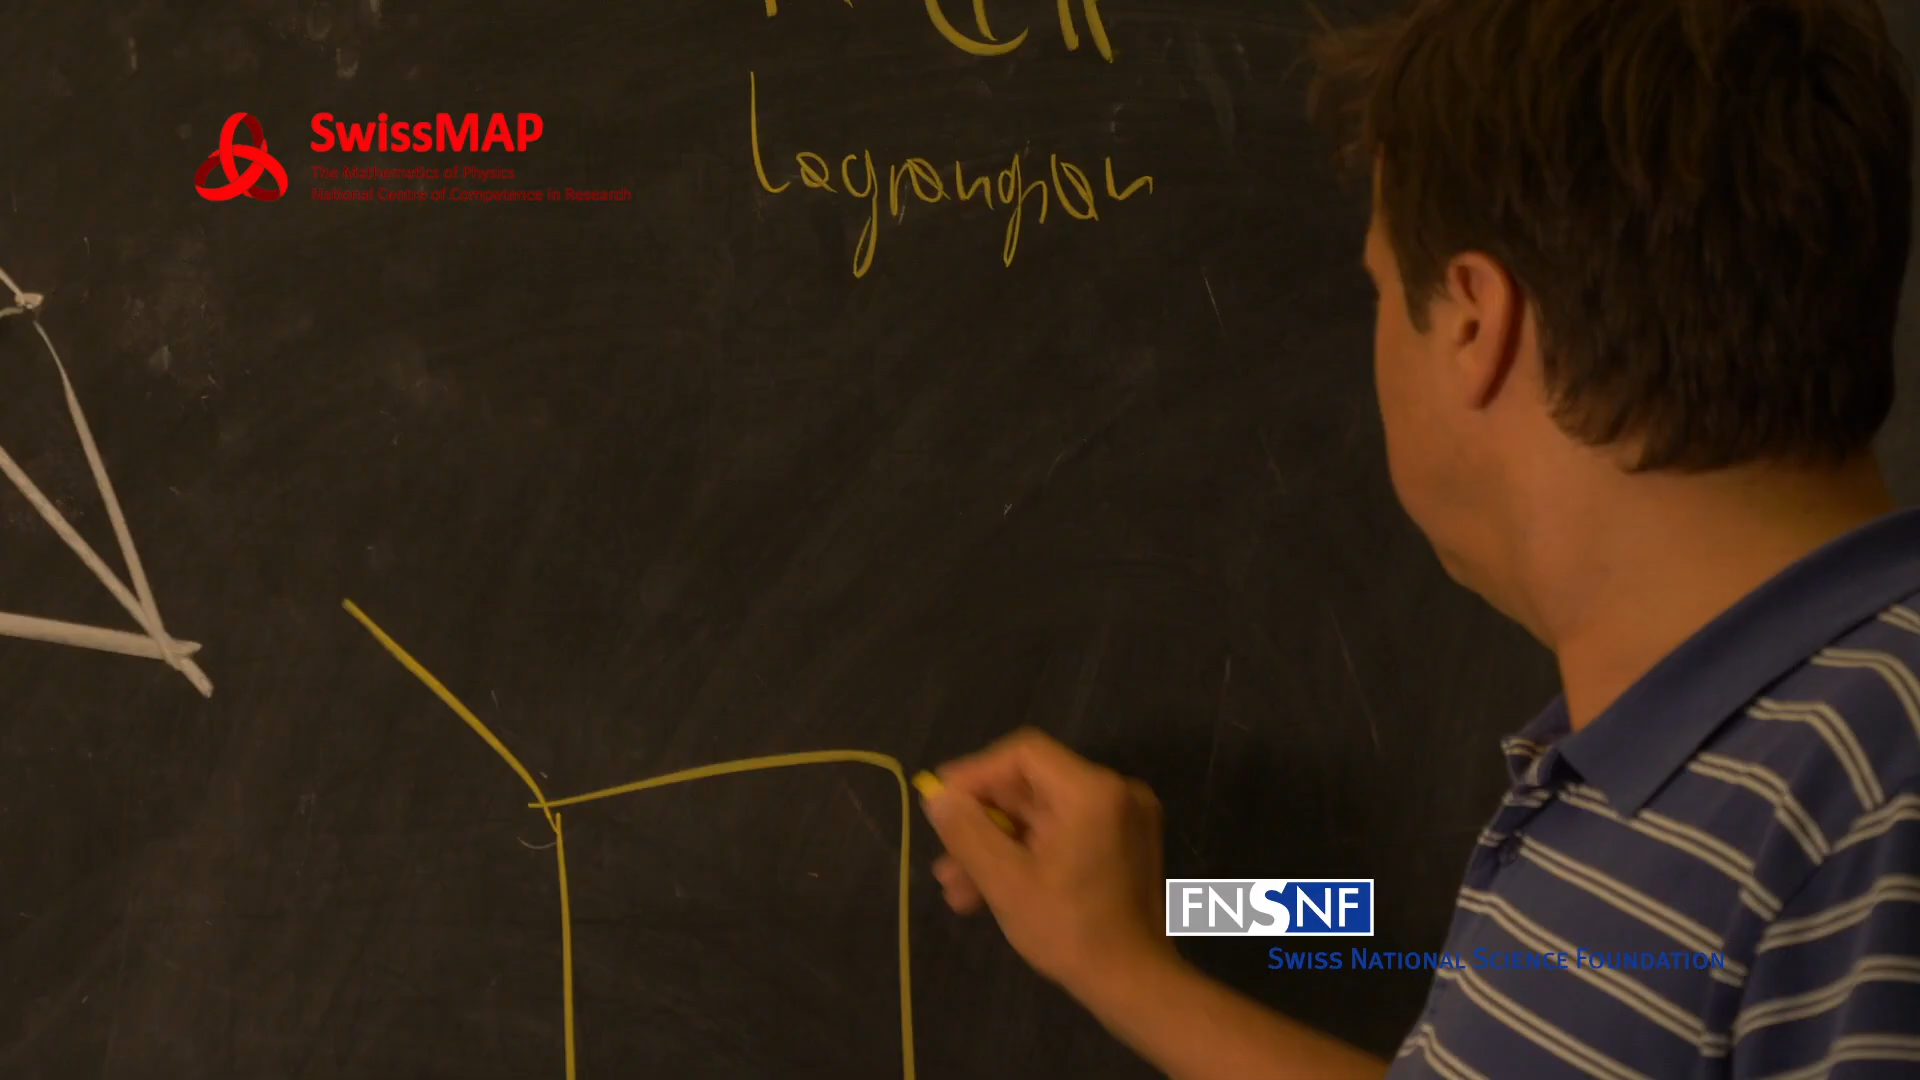 SwissMAP
The Mathematics of Physics
National Centre of Competence in Research
Lagrangian
FNSNF
SWISS NATIONAL SCIENCE FOUNDATION